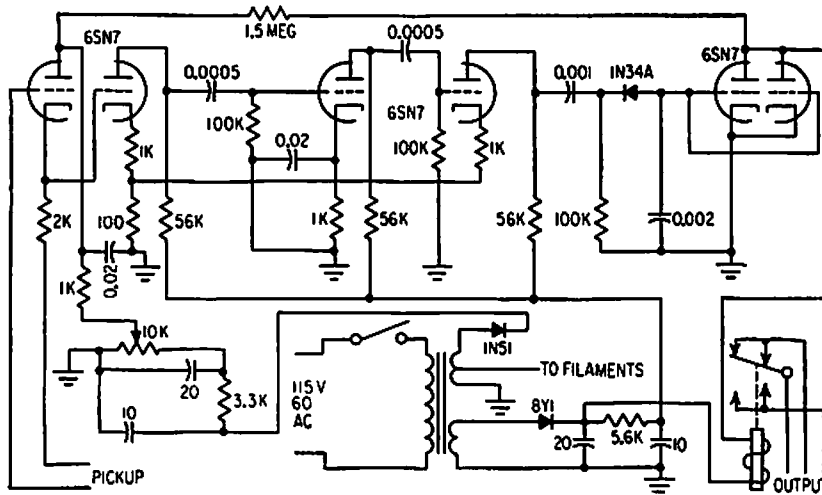 1.5 MEG
6SN7
0.0005
6SN7
0.0005
0.001
1N34A
6SN7
100K
0.02
1K
100K
1K
1K
2K
100
56K
1K
56K
56K
100K
0.002
0.02
1K
10K
20
3.3K
10
115V
60
AC
1N51
TO FILAMENTS
8Y1
20
5.6K
10
PICKUP
OUTPUT